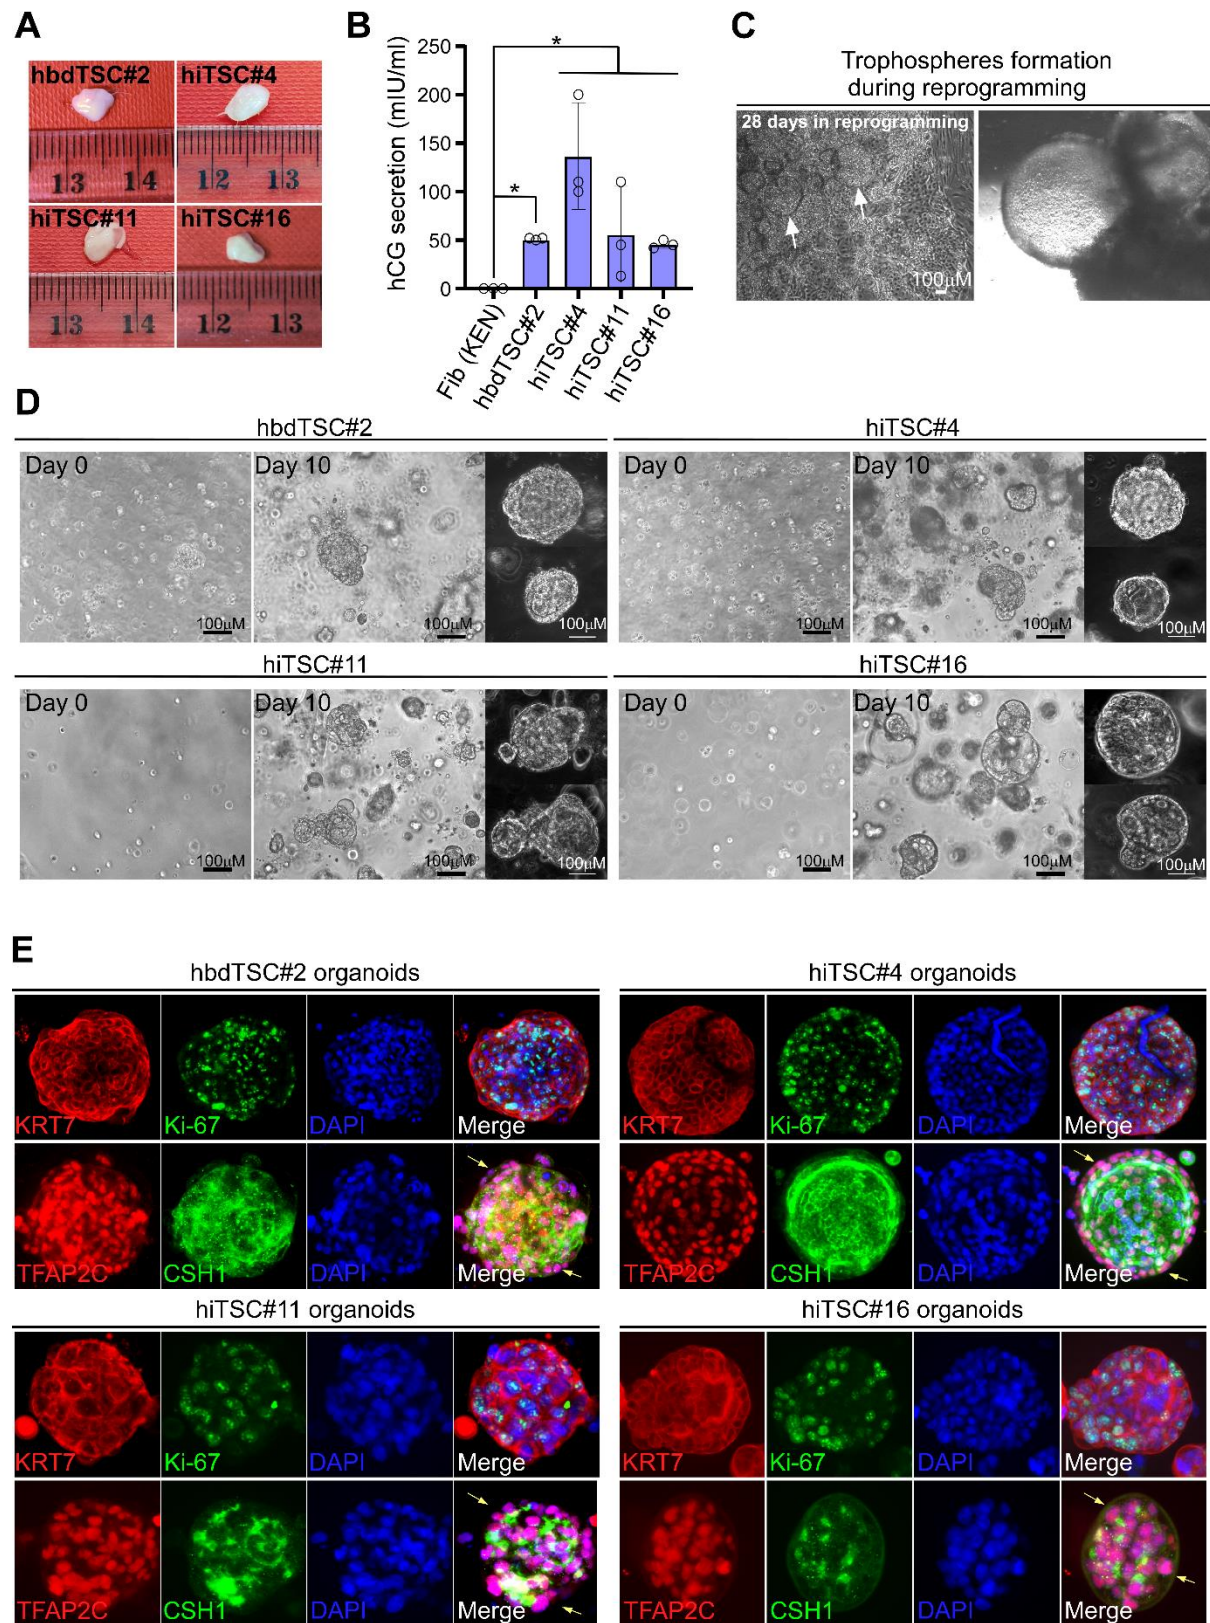 A
hbdTSC#2
hiTSC#4
13
14
12
13
hiTSC#11
hiTSC#16
13
14
12
13
B
hCG secretion (mIU/ml)
250
200
150
100
50
0
*
*
Fib (KEN)
hbdTSC#2
hiTSC#4
hiTSC#11
hiTSC#16
C
Trophospheres formation
during reprogramming
28 days in reprogramming
100μM
D
hbdTSC#2
Day 0
100μM
Day 10
100μM
100μM
hiTSC#4
Day 0
100μM
Day 10
100μM
100μM
hiTSC#11
Day 0
100μM
Day 10
100μM
100μM
hiTSC#16
Day 0
100μM
Day 10
100μM
100μM
E
hbdTSC#2 organoids
KRT7
Ki-67
DAPI
Merge
TFAP2C
CSH1
DAPI
Merge
hiTSC#4 organoids
KRT7
Ki-67
DAPI
Merge
TFAP2C
CSH1
DAPI
Merge
hiTSC#11 organoids
KRT7
Ki-67
DAPI
Merge
TFAP2C
CSH1
DAPI
Merge
hiTSC#16 organoids
KRT7
Ki-67
DAPI
Merge
TFAP2C
CSH1
DAPI
Merge